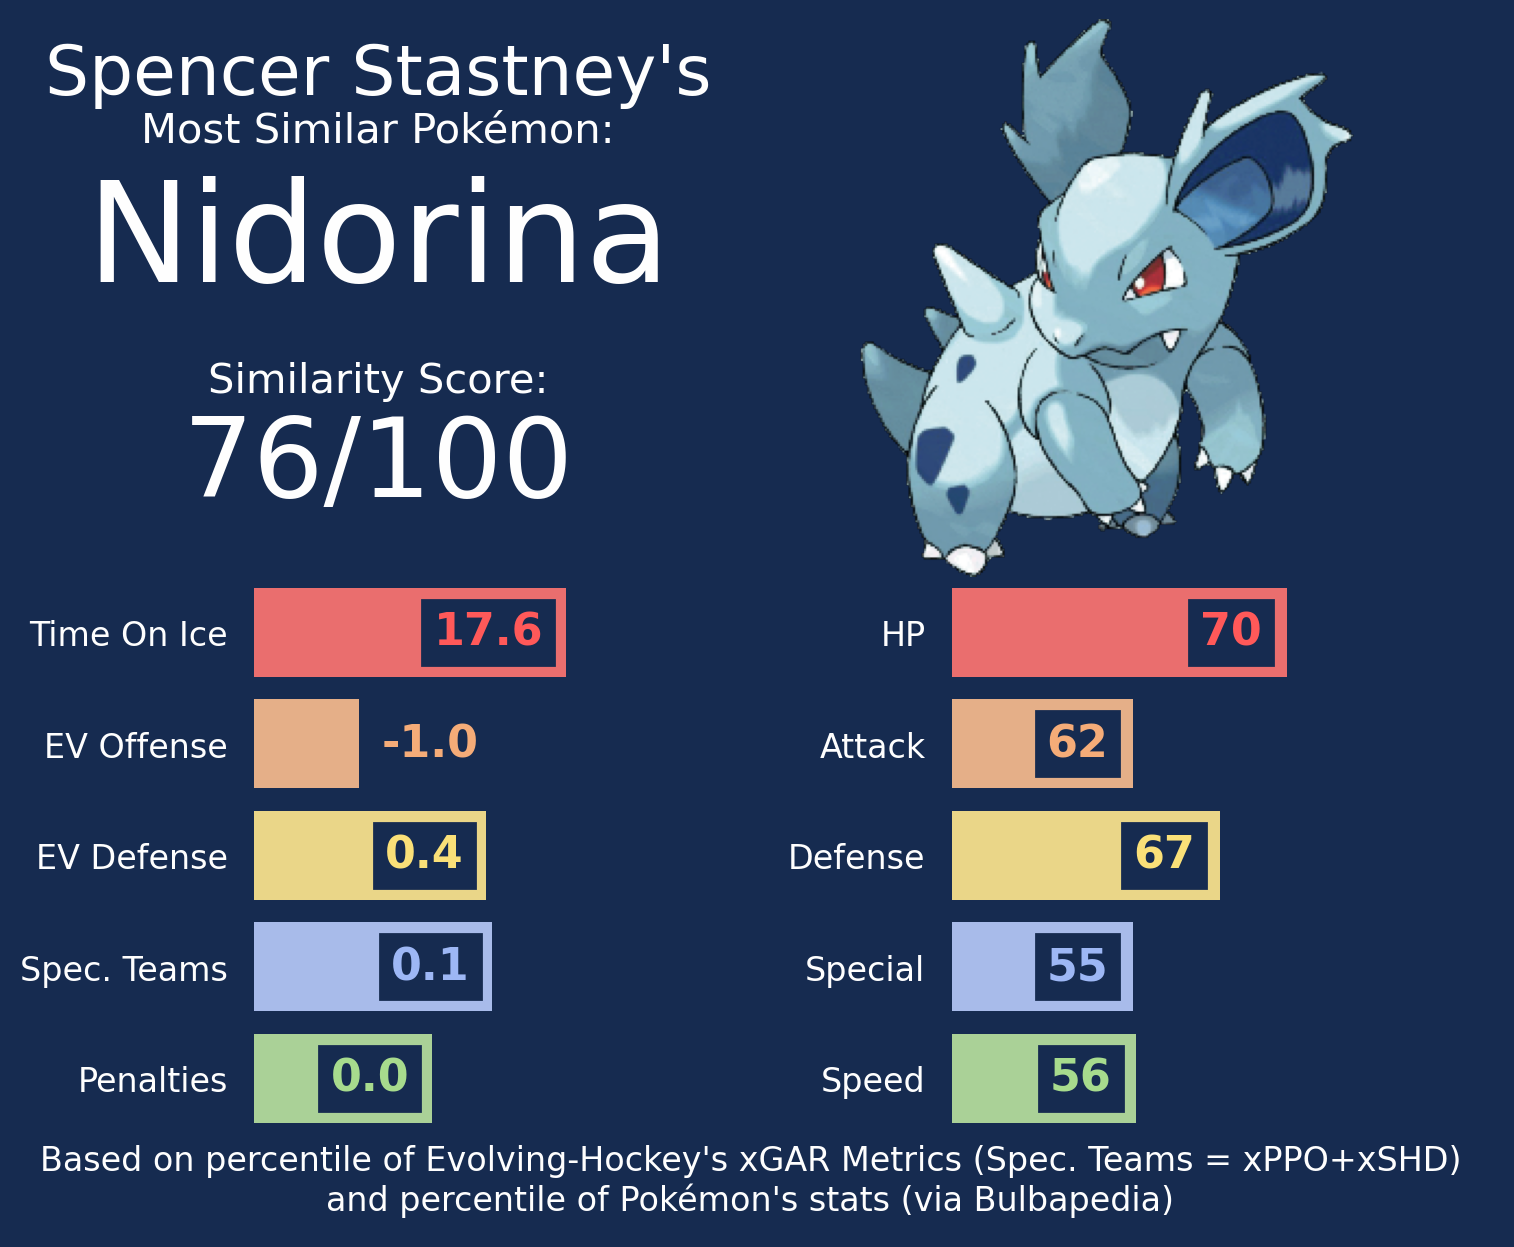 Spencer Stastney's
Most Similar Pokémon:
Nidorina
Similarity Score:
76/100
Time On Ice 17.6
EV Offense -1.0
EV Defense 0.4
Spec. Teams 0.1
Penalties 0.0
HP 70
Attack 62
Defense 67
Special 55
Speed 56
Based on percentile of Evolving-Hockey's xGAR Metrics (Spec. Teams = xPPO+xSHD)
and percentile of Pokémon's stats (via Bulbapedia)